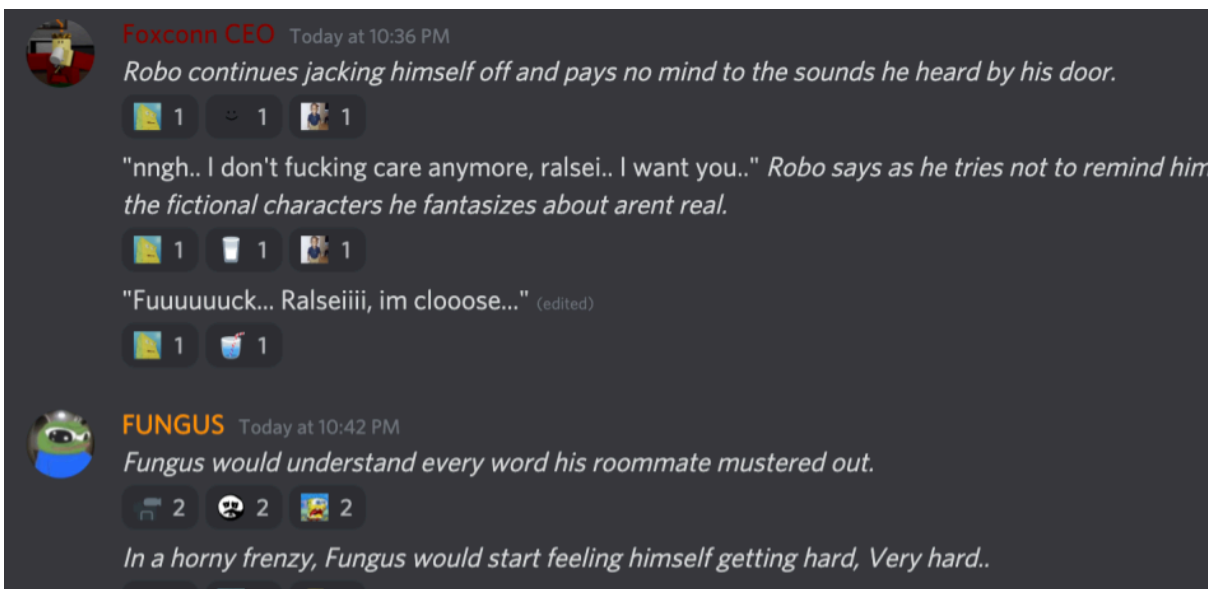 Foxconn CEO Today at 10:36 PM
Robo continues jacking himself off and pays no mind to the sounds he heard by his door.
1 1 1
"nngh.. I don't fucking care anymore, ralsei.. I want you.." Robo says as he tries not to remind him
the fictional characters he fantasizes about arent real.
1 1 1
"Fuuuuuuck... Ralseiiii, im clooose..." (edited)
1 1
FUNGUS Today at 10:42 PM
Fungus would understand every word his roommate mustered out.
2 2 2
In a horny frenzy, Fungus would start feeling himself getting hard, Very hard..